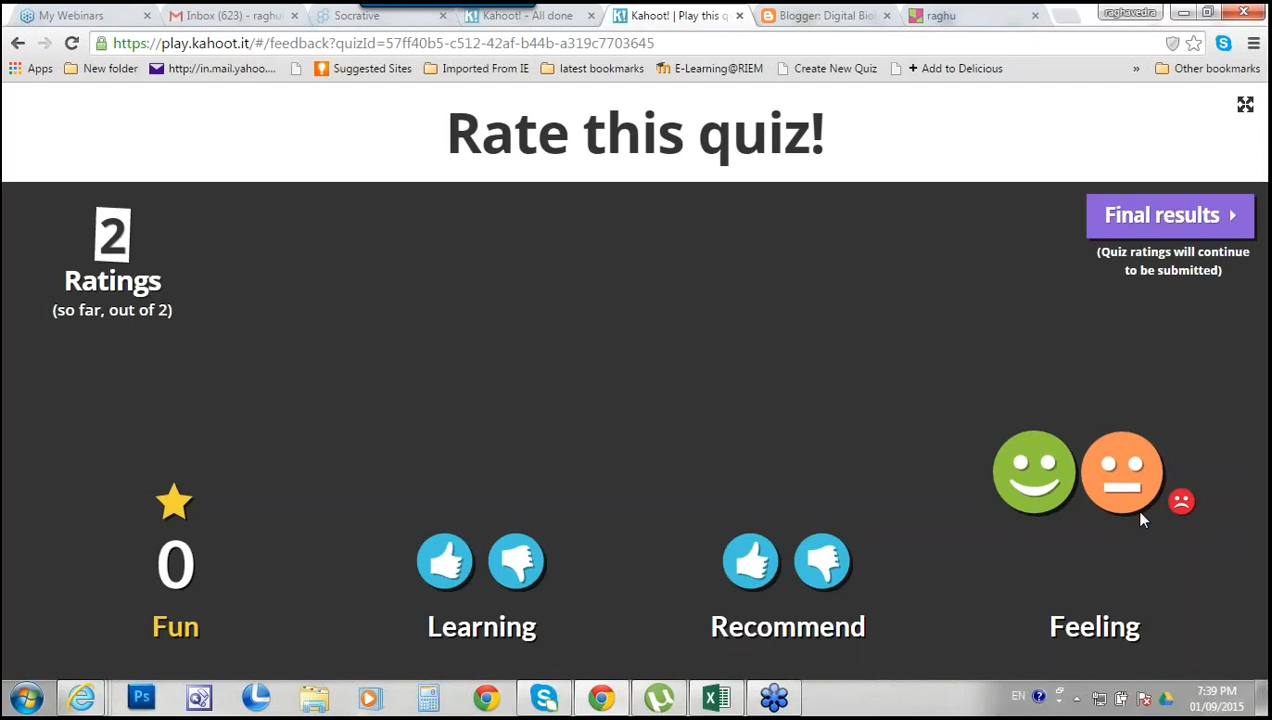 My Webinars
Inbox (623) - raghu
Socrative
Kahoot! - All done
Kahoot! | Play this q
Blogger: Digital Bio
raghu
raghavedra
https://play.kahoot.it/#/feedback?quizId=57ff40b5-c512-42af-b44b-a319c7703645
Apps
New folder
http://in.mail.yahoo....
Suggested Sites
Imported From IE
latest bookmarks
E-Learning@RIEM
Create New Quiz
+ Add to Delicious
»
Other bookmarks
Rate this quiz!
2
Ratings
(so far, out of 2)
Final results
(Quiz ratings will continue
to be submitted)
0
Fun
Learning
Recommend
Feeling
Ps
EN
7:39 PM
01/09/2015